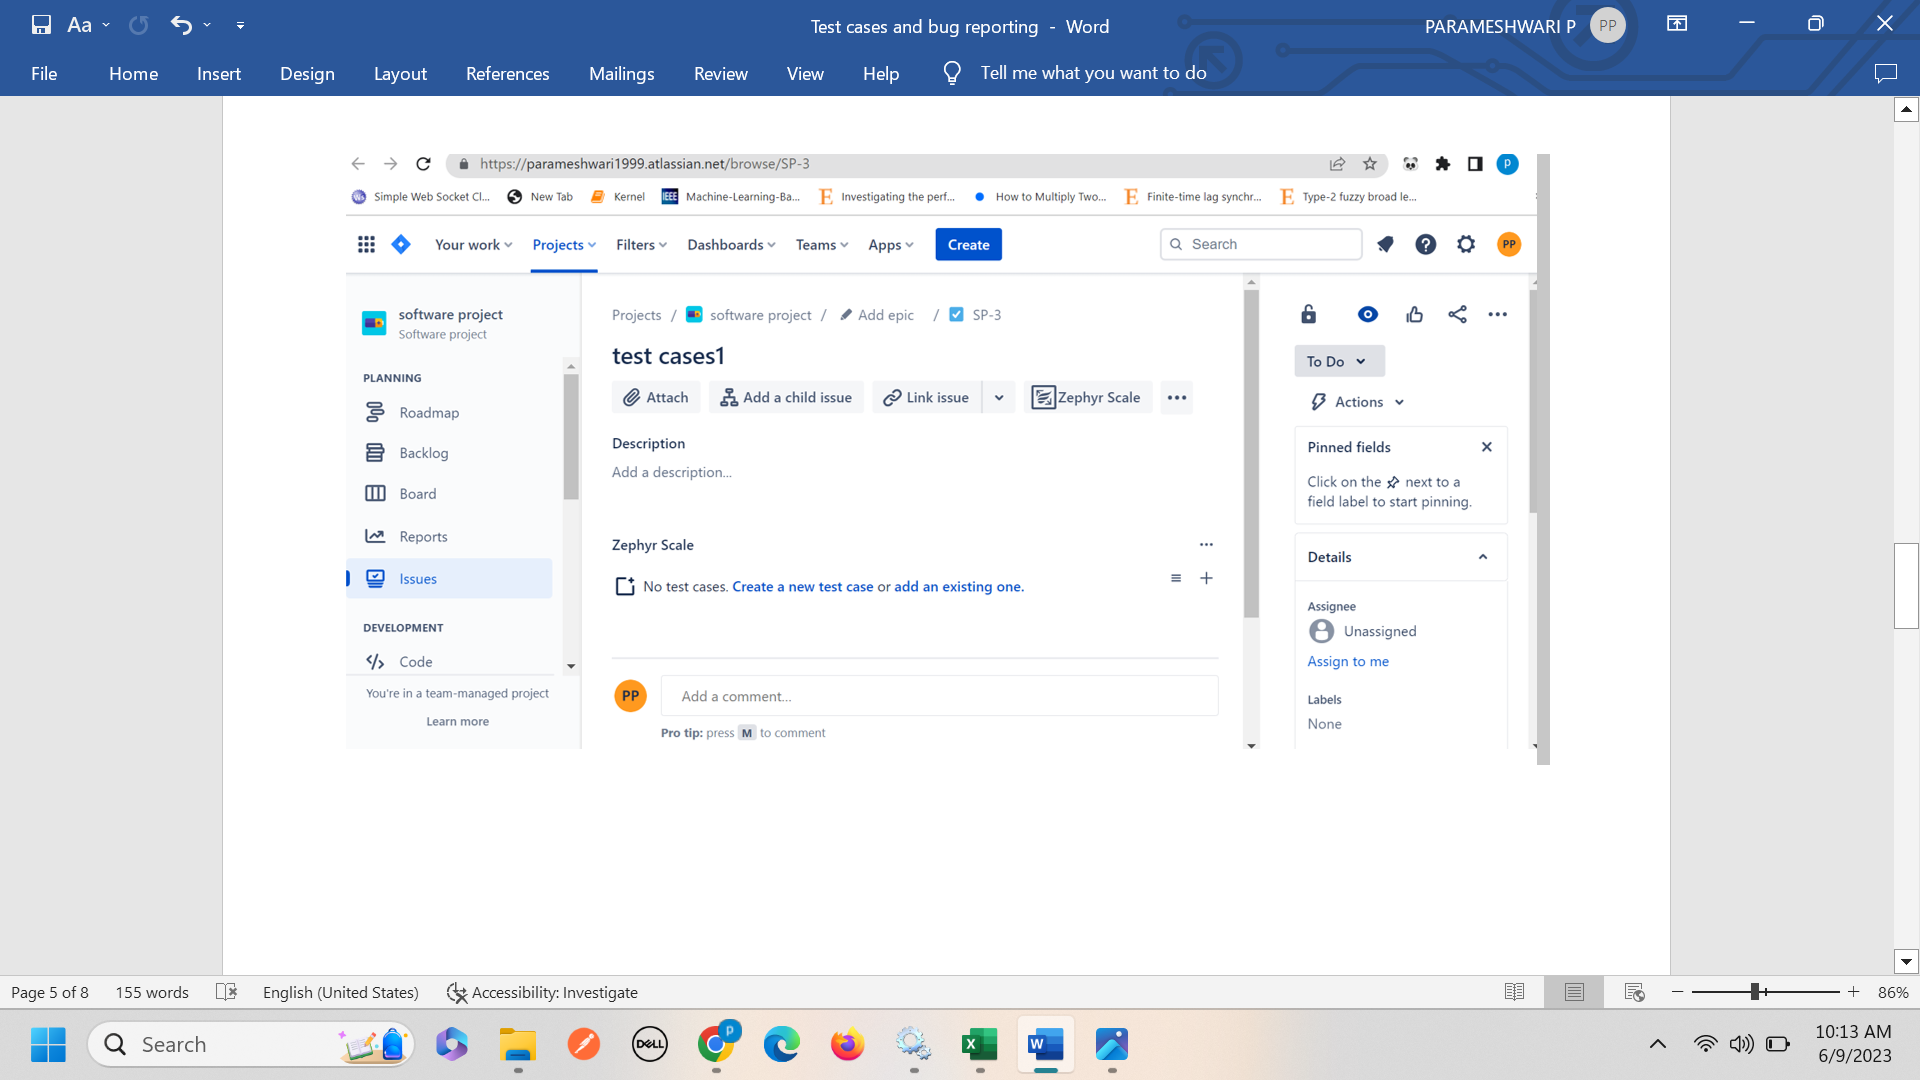 Aa
Test cases and bug reporting - Word
PARAMESHWARI P
PP
File
Home
Insert
Design
Layout
References
Mailings
Review
View
Help
Tell me what you want to do
https://parameshwari1999.atlassian.net/browse/SP-3
P
Simple Web Socket Cl...
New Tab
Kernel
IEEE
Machine-Learning-Ba...
E
Investigating the perf...
How to Multiply Two...
E
Finite-time lag synchr...
E
Type-2 fuzzy broad le...
Your work
Projects
Filters
Dashboards
Teams
Apps
Create
Search
PP
software project
Software project
PLANNING
Roadmap
Backlog
Board
Reports
Issues
DEVELOPMENT
Code
You're in a team-managed project
Learn more
Projects / software project / Add epic / SP-3
test cases1
Attach
Add a child issue
Link issue
Zephyr Scale
Description
Add a description...
Zephyr Scale
No test cases. Create a new test case or add an existing one.
PP
Add a comment...
Pro tip: press M to comment
To Do
Actions
Pinned fields
Click on the next to a
field label to start pinning.
Details
Assignee
Unassigned
Assign to me
Labels
None
Page 5 of 8
155 words
English (United States)
Accessibility: Investigate
86%
Search
DELL
P
X
W
10:13 AM
6/9/2023